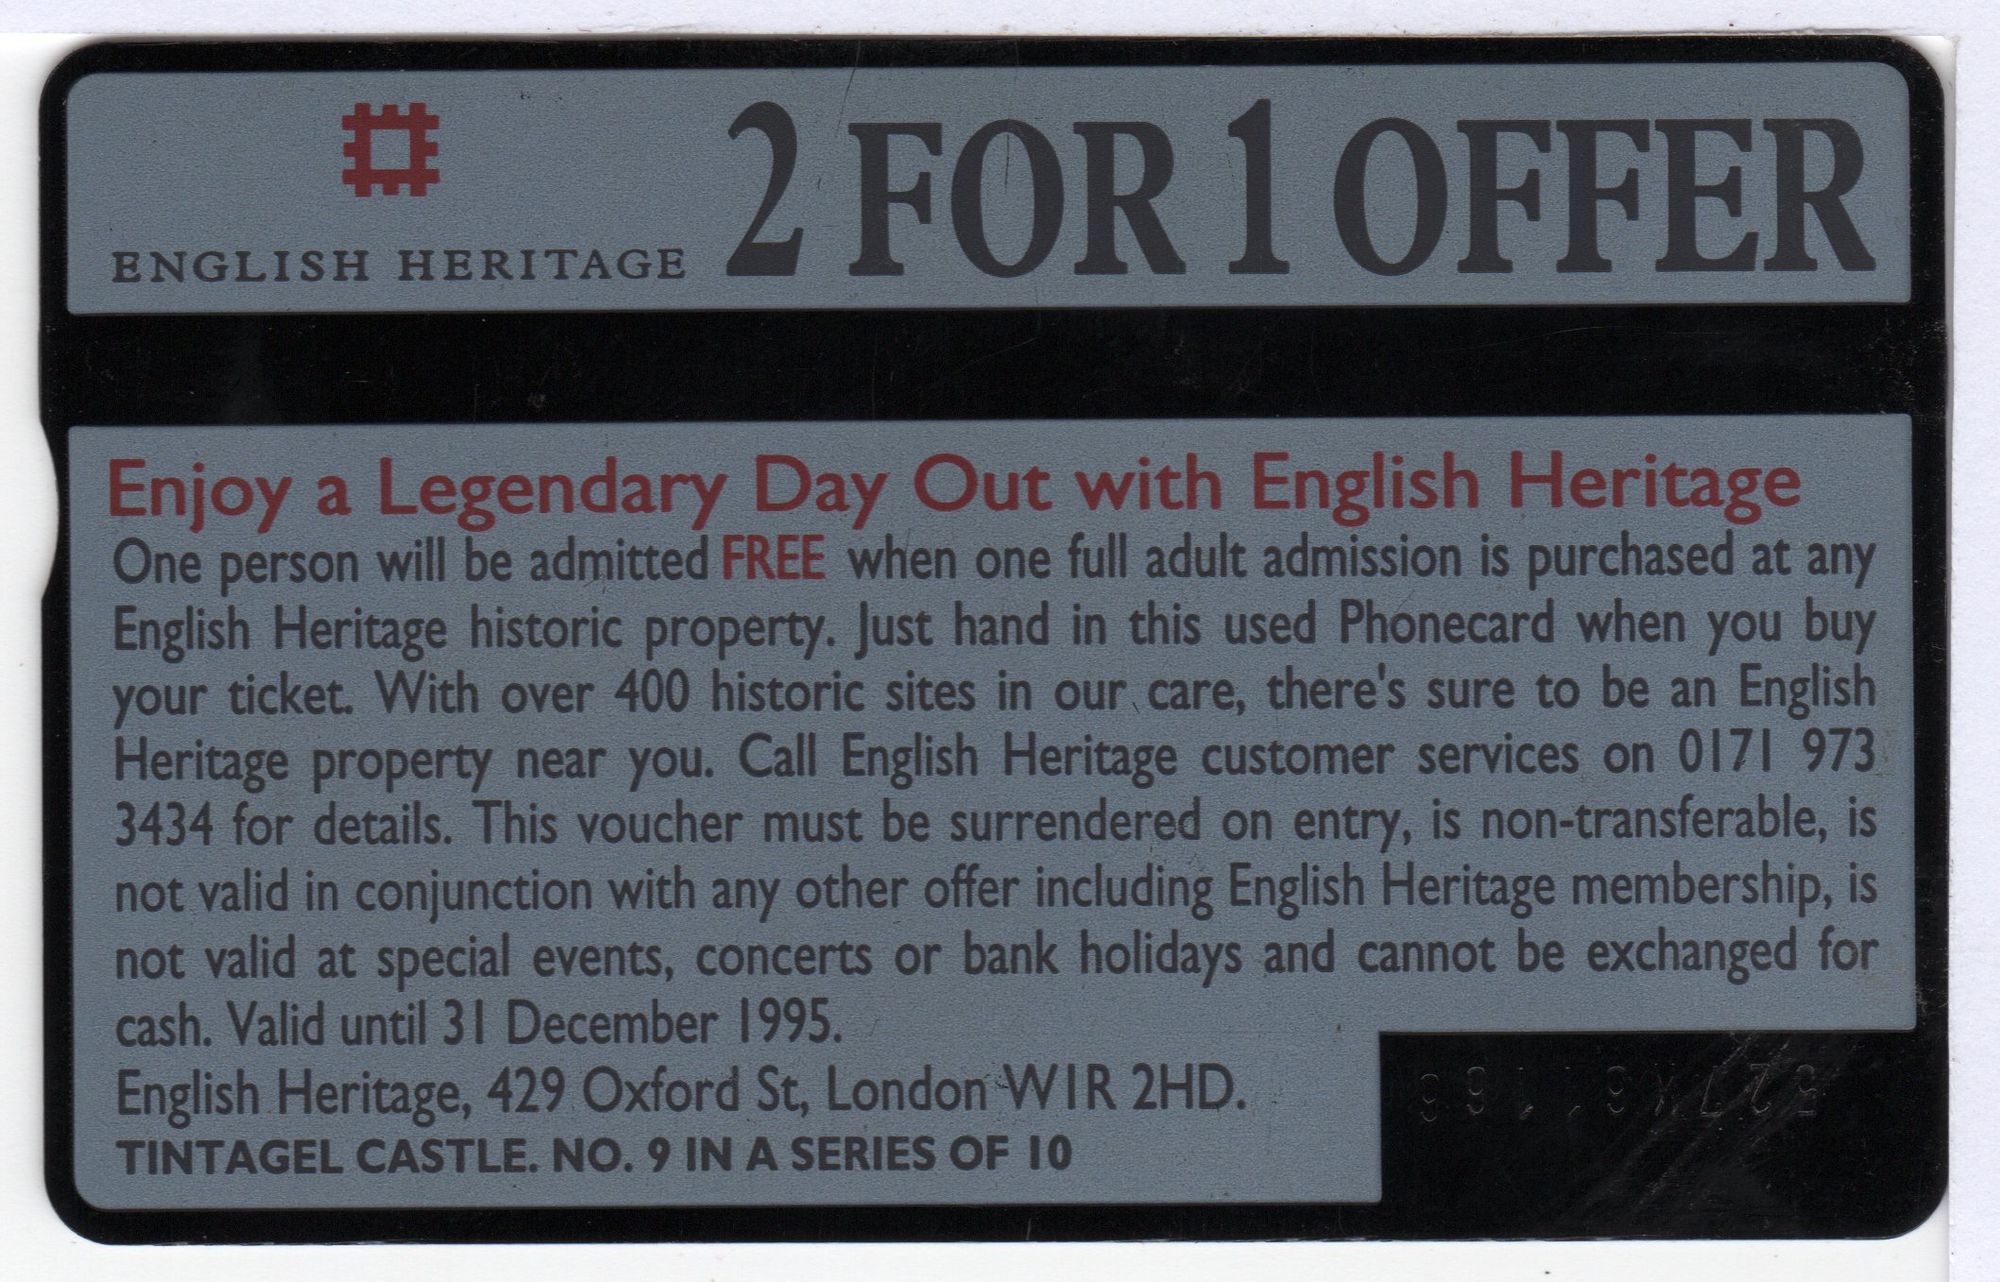 ENGLISH HERITAGE
2 FOR 1 OFFER
Enjoy a Legendary Day Out with English Heritage
One person will be admitted FREE when one full adult admission is purchased at any
English Heritage historic property. Just hand in this used Phonecard when you buy
your ticket. With over 400 historic sites in our care, there's sure to be an English
Heritage property near you. Call English Heritage customer services on 0171 973
3434 for details. This voucher must be surrendered on entry, is non-transferable, is
not valid in conjunction with any other offer including English Heritage membership, is
not valid at special events, concerts or bank holidays and cannot be exchanged for
cash. Valid until 31 December 1995.
English Heritage, 429 Oxford St, London W1R 2HD.
TINTAGEL CASTLE. NO. 9 IN A SERIES OF 10